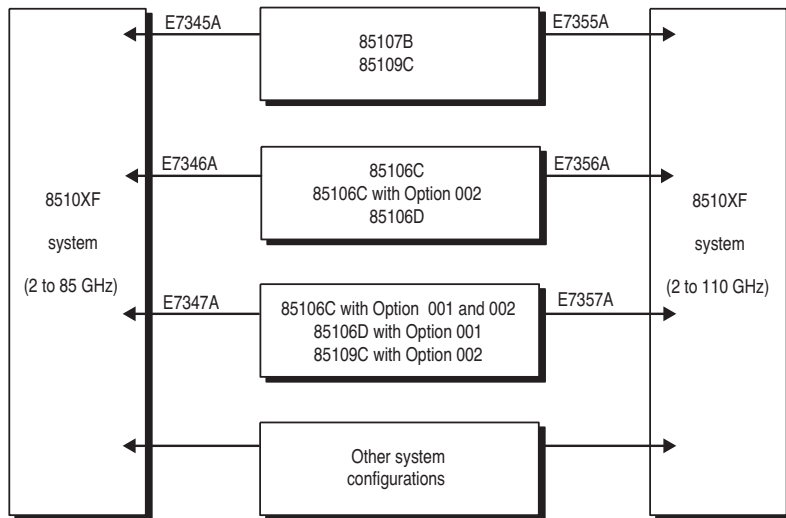 E7345A
85107B
85109C
E7355A
E7346A
85106C
85106C with Option 002
85106D
E7356A
8510XF
system
(2 to 85 GHz)
8510XF
system
(2 to 110 GHz)
E7347A
85106C with Option 001 and 002
85106D with Option 001
85109C with Option 002
E7357A
Other system
configurations